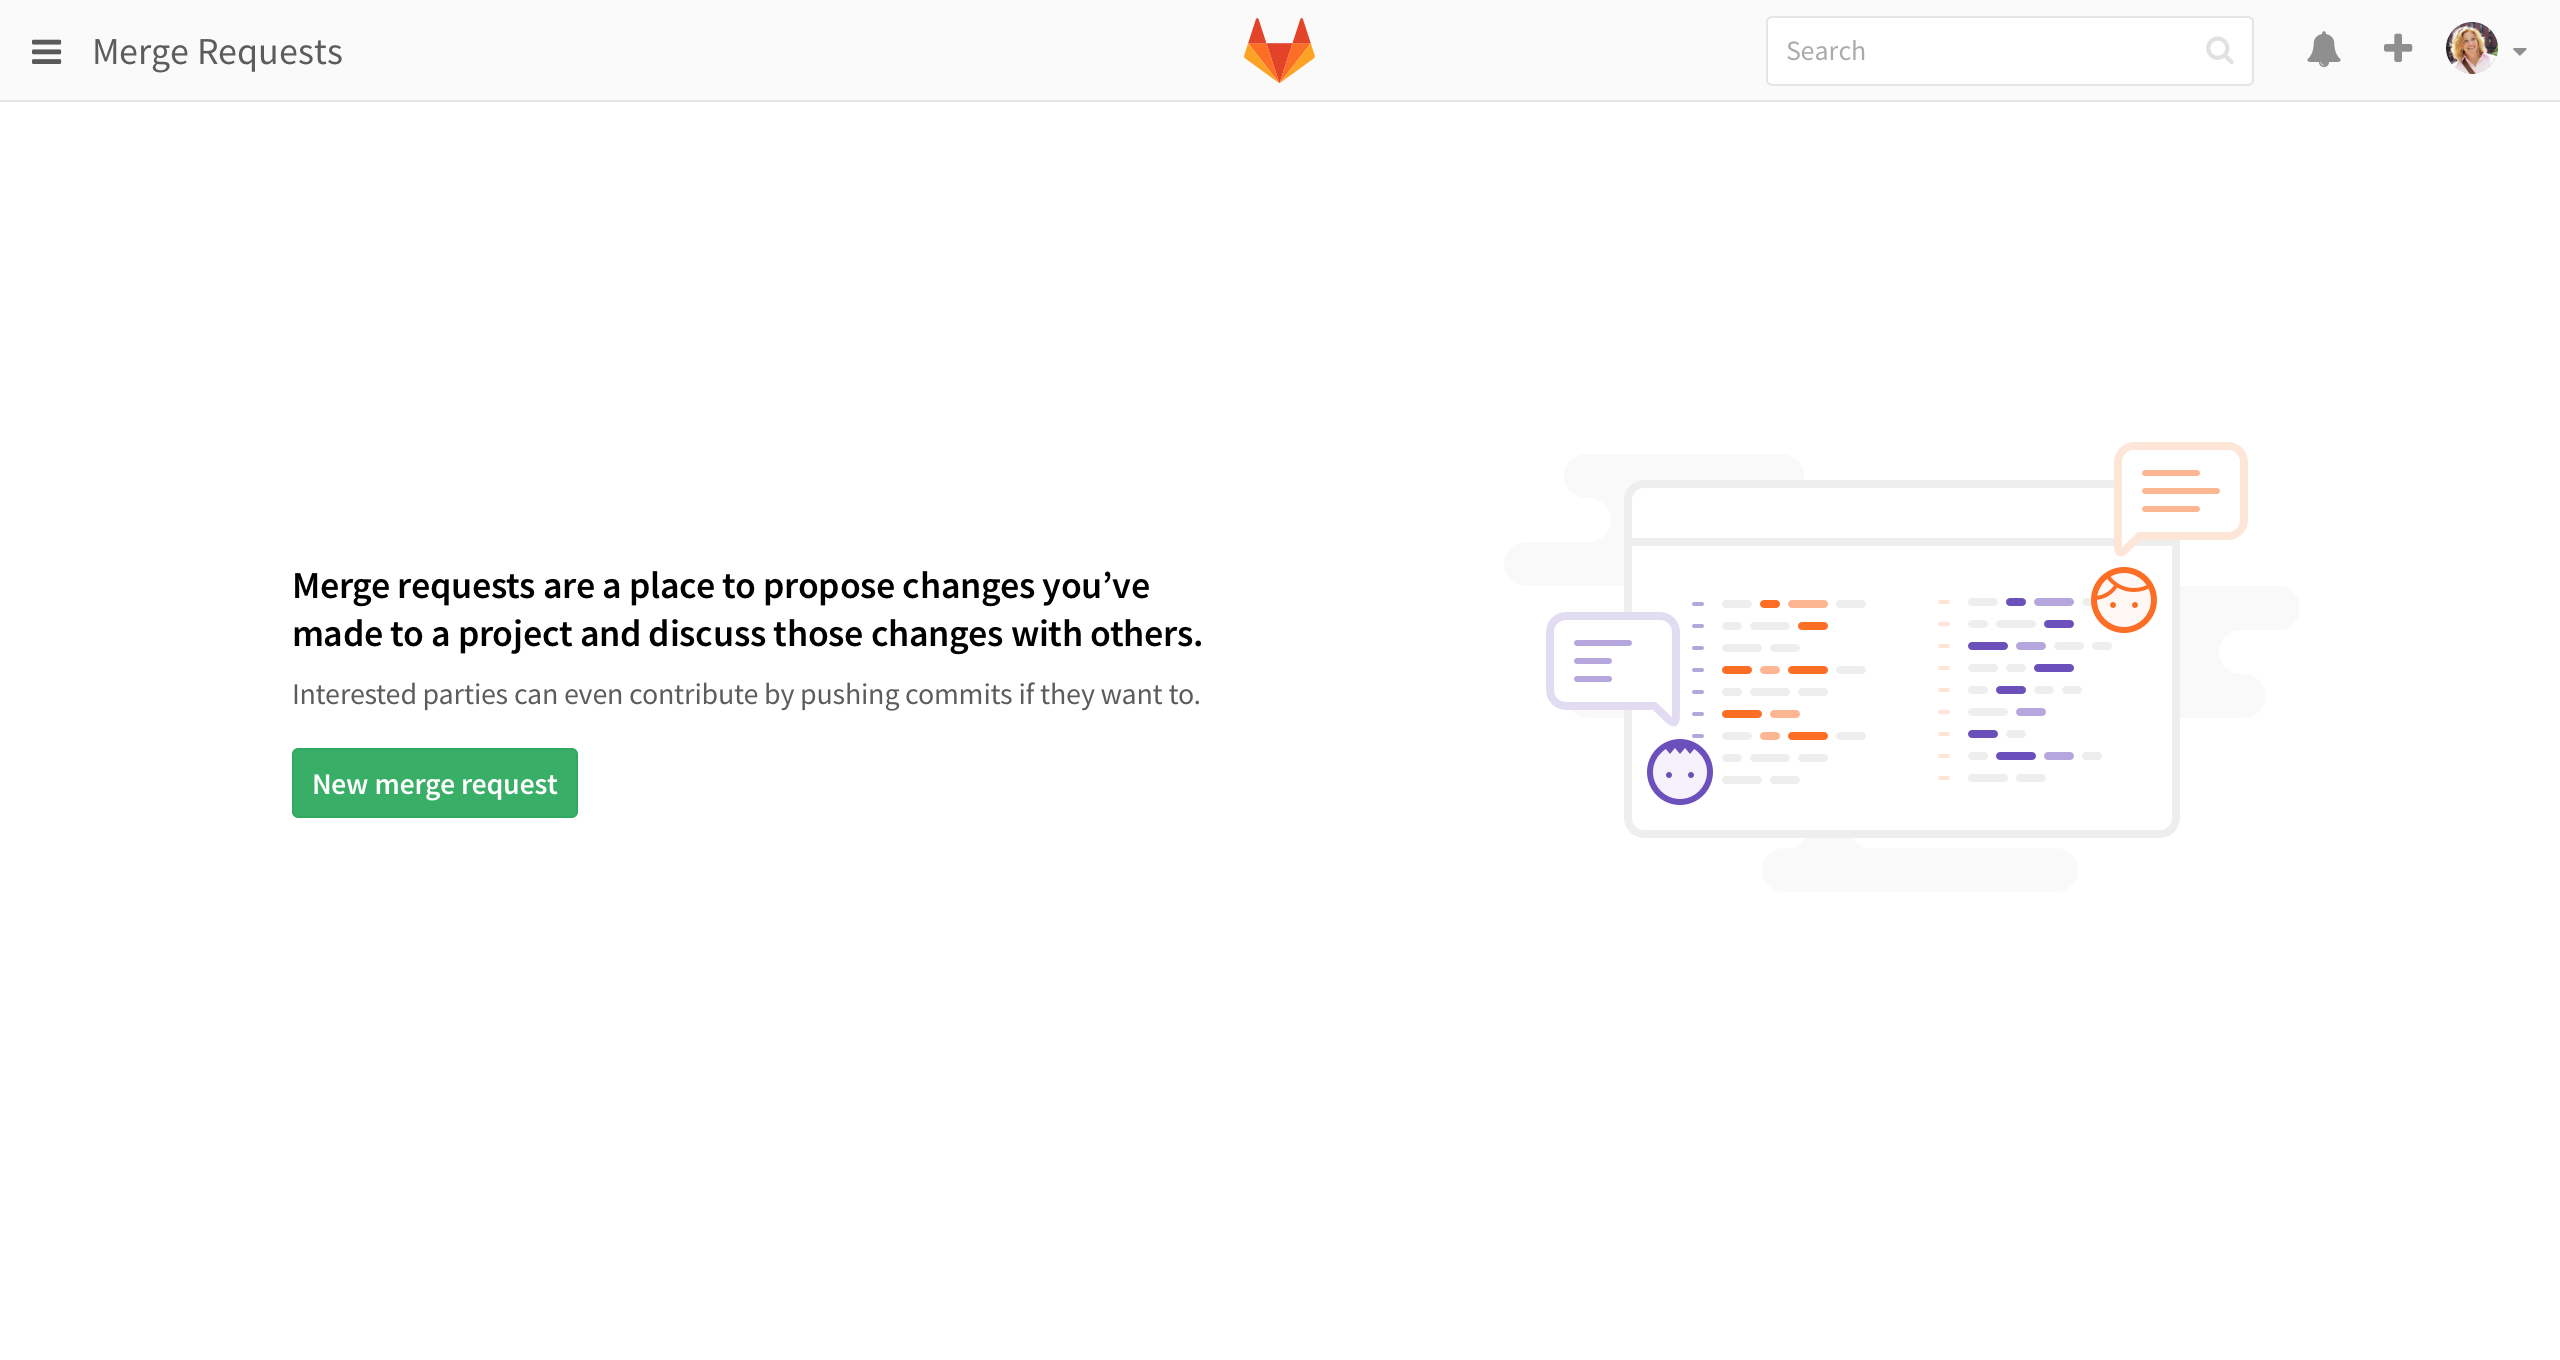 Merge Requests
Search
Merge requests are a place to propose changes you’ve
made to a project and discuss those changes with others.
Interested parties can even contribute by pushing commits if they want to.
New merge request